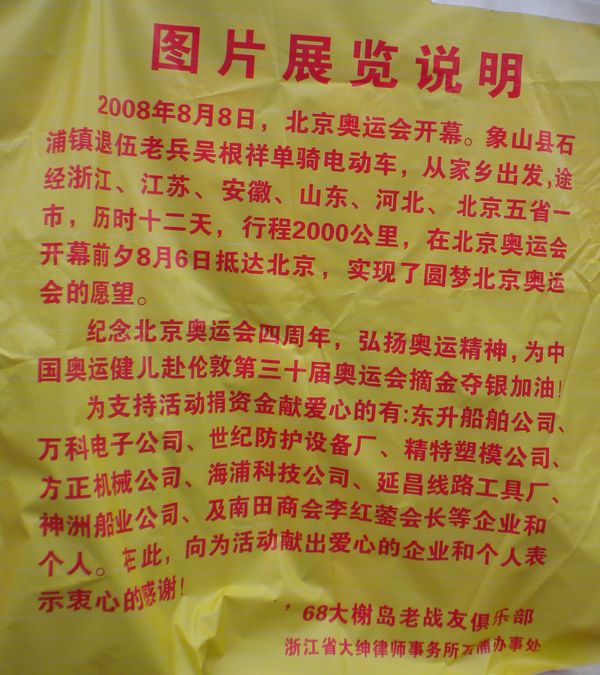 图片展览说明
2008年8月8日，北京奥运会开幕。象山县石
浦镇退伍老兵吴根祥单骑电动车，从家乡出发,途
经浙江、江苏、安徽、山东、河北、北京五省一
市，历时十二天，行程2000公里，在北京奥运会
开幕前夕8月6日抵达北京，实现了圆梦北京奥运
会的愿望。
纪念北京奥运会四周年，弘扬奥运精神,为中
国奥运健儿赴伦敦第三十届奥运会摘金夺银加油！
为支持活动捐资金献爱心的有:东升船舶公司、
万科电子公司、世纪防护设备厂、精特塑模公司、
方正机械公司、海浦科技公司、延昌线路工具厂、
神洲船业公司、及南田商会李红蓥会长等企业和
个人。在此，向为活动献出爱心的企业和个人表
示衷心的感谢！
68大榭岛老战友俱乐部
浙江省大绅律师事务所 浦办事处